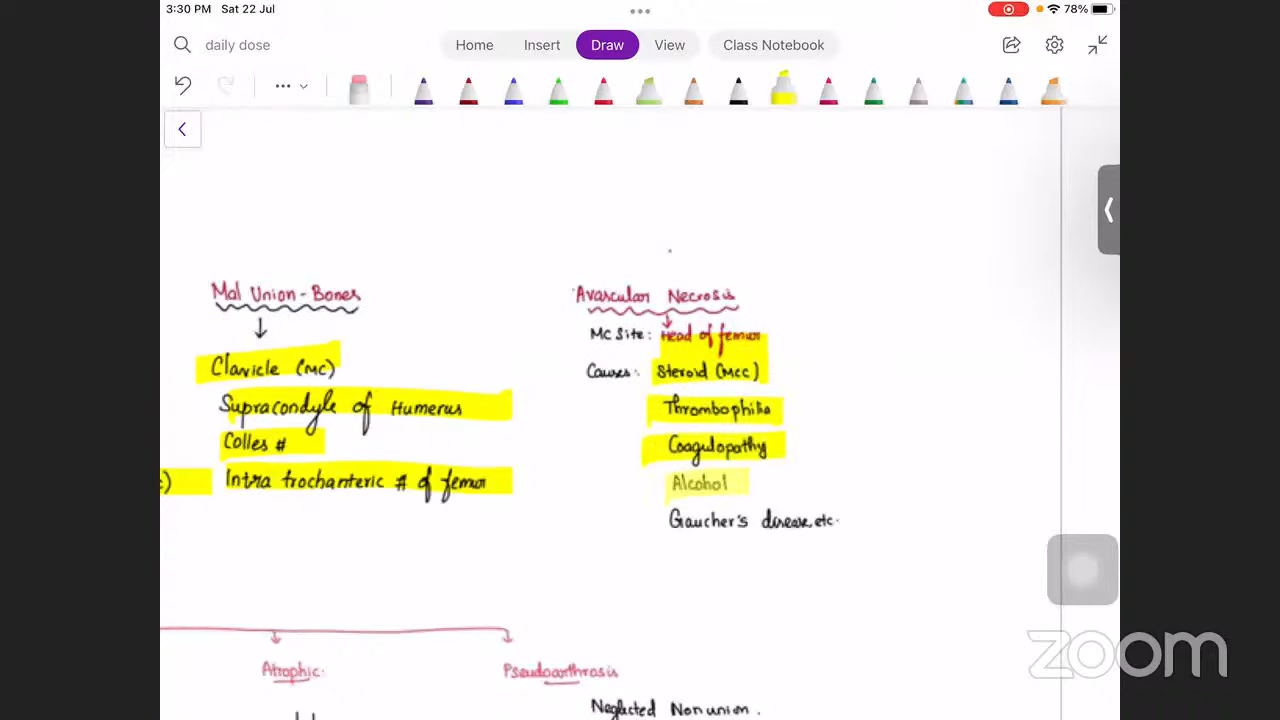 3:30 PM Sat 22 Jul
78%
daily dose
Home Insert Draw View Class Notebook
Mal Union-Bones
Clavicle (MC)
Supracondyle of Humerus
Colles #
c) Intra trochanteric # of femur
Avascular Necrosis
MC Site: Head of femur
Causes: Steroid (MCC)
Thrombophilia
Coagulopathy
Alcohol
Gaucher's disease, etc.
Atrophic:
Pseudoarthrosis
Neglected Nonunion.
zoom